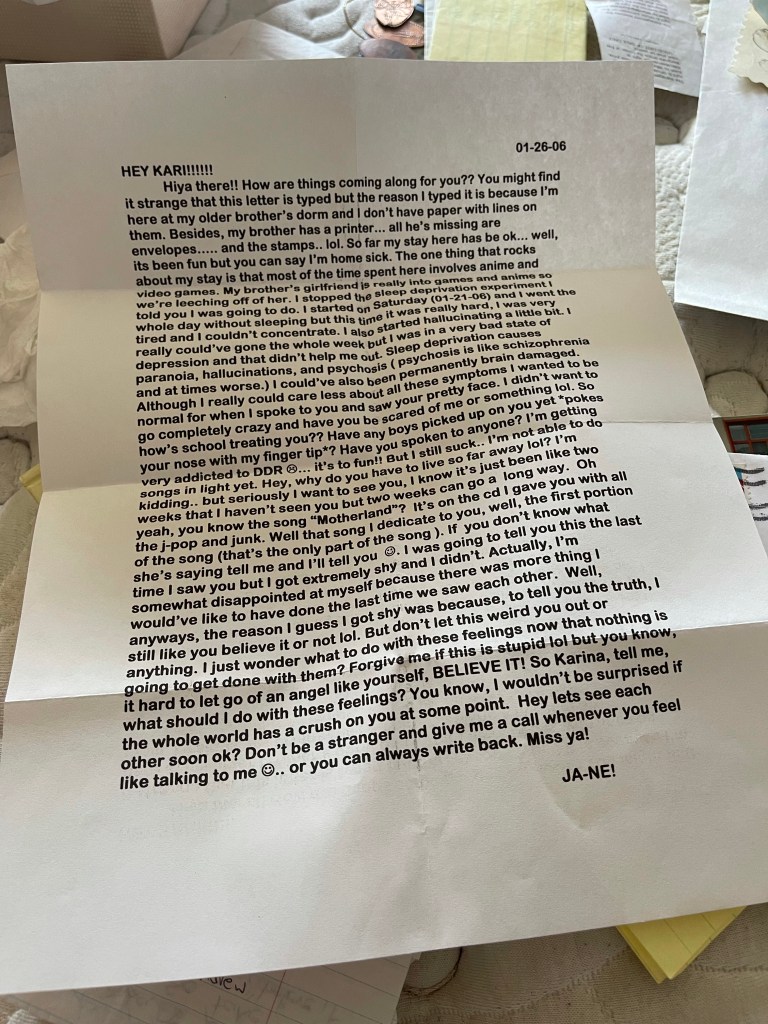 01-26-06
HEY KARI!!!!!!
Hiya there!! How are things coming along for you?? You might find
it strange that this letter is typed but the reason I typed it is because I'm
here at my older brother's dorm and I don't have paper with lines on
them. Besides, my brother has a printer... all he's missing are
envelopes..... and the stamps.. lol. So far my stay here has be ok... well,
its been fun but you can say I'm home sick. The one thing that rocks
about my stay is that most of the time spent here involves anime and
video games. My brother's girlfriend is really into games and anime so
we're leeching off of her. I stopped the sleep deprivation experiment I
told you I was going to do. I started on Saturday (01-21-06) and I went the
whole day without sleeping but this time it was really hard, I was very
tired and I couldn't concentrate. I also started hallucinating a little bit. I
really could've gone the whole week but I was in a very bad state of
depression and that didn't help me out. Sleep deprivation causes
paranoia, hallucinations, and psychosis ( psychosis is like schizophrenia
and at times worse.) I could've also been permanently brain damaged.
Although I really could care less about all these symptoms I wanted to be
normal for when I spoke to you and saw your pretty face. I didn't want to
go completely crazy and have you be scared of me or something lol. So
how's school treating you?? Have any boys picked up on you yet *pokes
your nose with my finger tip*? Have you spoken to anyone? I'm getting
very addicted to DDR ☹... it's to fun!! But I still suck.. I'm not able to do
songs in light yet. Hey, why do you have to live so far away lol? I'm
kidding.. but seriously I want to see you, I know it's just been like two
weeks that I haven't seen you but two weeks can go a long way. Oh
yeah, you know the song "Motherland"? It's on the cd I gave you with all
the j-pop and junk. Well that song I dedicate to you, well, the first portion
of the song (that's the only part of the song ). If you don't know what
she's saying tell me and I'll tell you ☺. I was going to tell you this the last
time I saw you but I got extremely shy and I didn't. Actually, I'm
somewhat disappointed at myself because there was more thing I
would've like to have done the last time we saw each other. Well,
anyways, the reason I guess I got shy was because, to tell you the truth, I
still like you believe it or not lol. But don't let this weird you out or
anything. I just wonder what to do with these feelings now that nothing is
going to get done with them? Forgive me if this is stupid lol but you know,
it hard to let go of an angel like yourself, BELIEVE IT! So Karina, tell me,
what should I do with these feelings? You know, I wouldn't be surprised if
the whole world has a crush on you at some point. Hey lets see each
other soon ok? Don't be a stranger and give me a call whenever you feel
like talking to me ☺.. or you can always write back. Miss ya!
JA-NE!